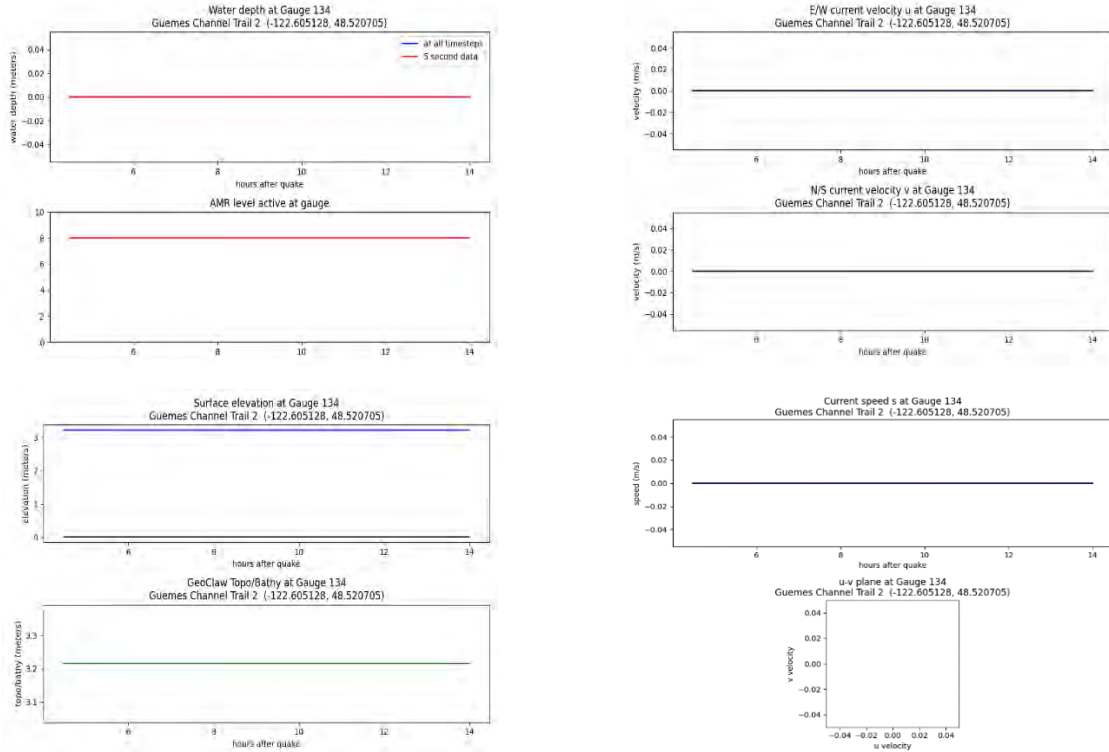 Water depth at Gauge 134
Guemes Channel Trail 2 (-122.605128, 48.520705)
at all timesteps
5 second data
water depth (meters)
0.04
0.02
0.00
−0.02
−0.04
6 8 10 12 14
hours after quake
AMR level active at gauge
10
8
6
4
2
0
6 8 10 12 14
hours after quake
Surface elevation at Gauge 134
Guemes Channel Trail 2 (-122.605128, 48.520705)
elevation (meters)
3
2
1
0
6 8 10 12 14
hours after quake
GeoClaw Topo/Bathy at Gauge 134
Guemes Channel Trail 2 (-122.605128, 48.520705)
topo/bathy (meters)
3.3
3.2
3.1
6 8 10 12 14
hours after quake
E/W current velocity u at Gauge 134
Guemes Channel Trail 2 (-122.605128, 48.520705)
velocity (m/s)
0.04
0.02
0.00
−0.02
−0.04
6 8 10 12 14
hours after quake
N/S current velocity v at Gauge 134
Guemes Channel Trail 2 (-122.605128, 48.520705)
velocity (m/s)
0.04
0.02
0.00
−0.02
−0.04
6 8 10 12 14
hours after quake
Current speed s at Gauge 134
Guemes Channel Trail 2 (-122.605128, 48.520705)
speed (m/s)
0.04
0.02
0.00
−0.02
−0.04
6 8 10 12 14
hours after quake
u-v plane at Gauge 134
Guemes Channel Trail 2 (-122.605128, 48.520705)
v velocity
0.04
0.02
0.00
−0.02
−0.04
−0.04 −0.02 0.00 0.02 0.04
u velocity